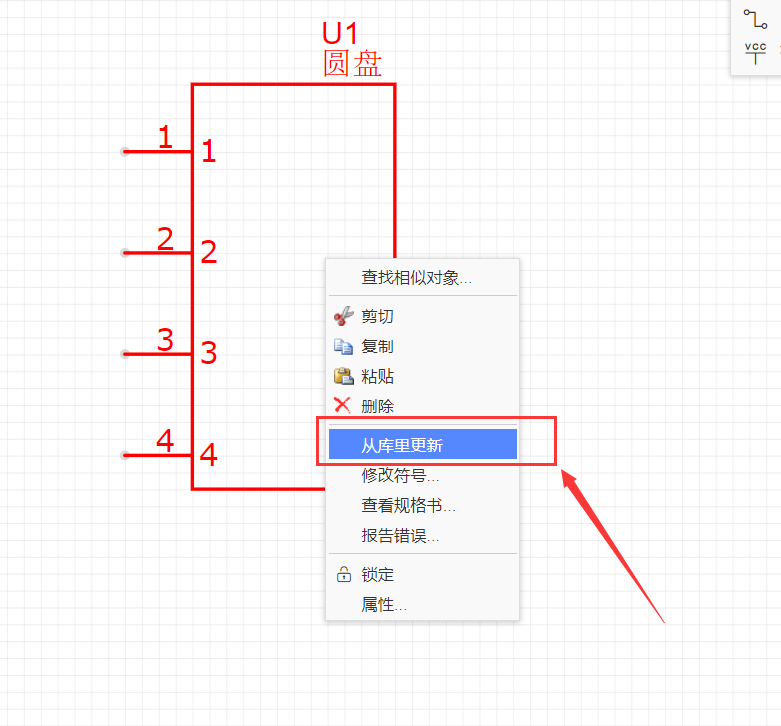 U1
圆盘
VCC
1
1
2
2
3
3
4
4
查找相似对象...
剪切
复制
粘贴
删除
从库里更新
修改符号...
查看规格书...
报告错误...
锁定
属性...